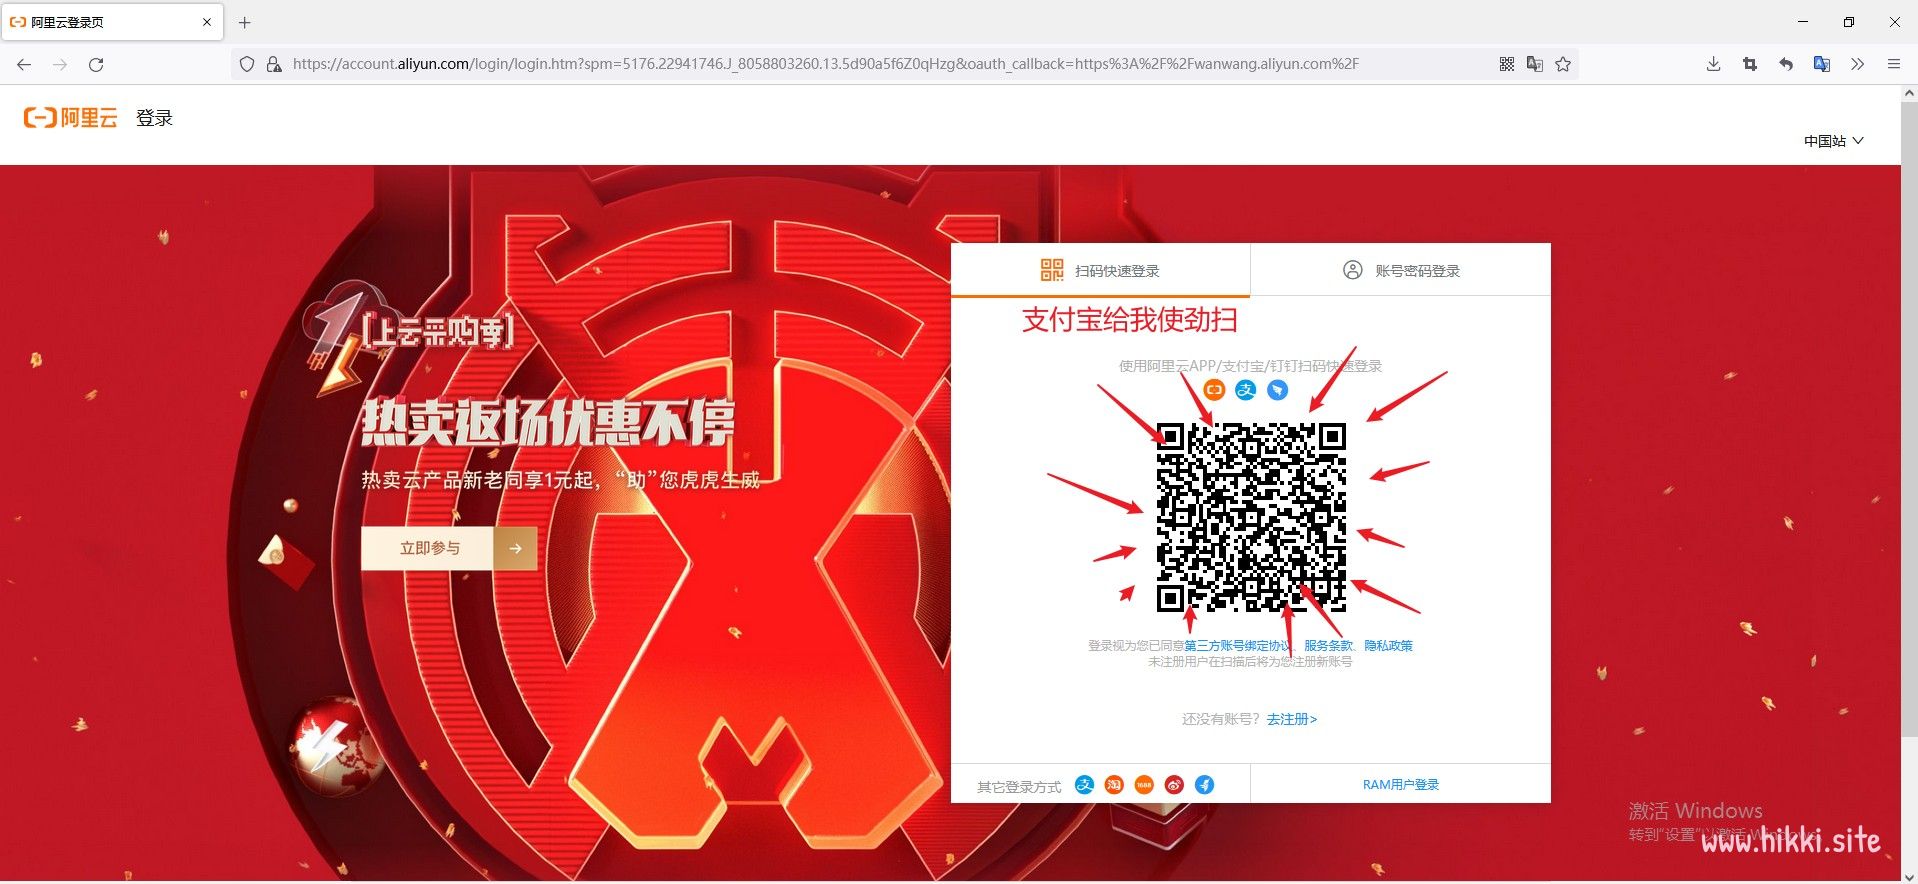 阿里云登录页
https://account.aliyun.com/login/login.htm?spm=5176.22941746.J_8058803260.13.5d90a5f6Z0qHzg&oauth_callback=https%3A%2F%2Fwanwang.aliyun.com%2F
阿里云 登录
中国站
扫码快速登录 账号密码登录
支付宝给我使劲扫
使用阿里云APP/支付宝/钉钉扫码快速登录
[上云采购季]
热卖返场优惠不停
热卖云产品新老同享1元起，“助”您虎虎生威
立即参与
登录视为您已同意第三方账号绑定协议、服务条款、隐私政策
未注册用户在扫描后将为您注册新账号
还没有账号？去注册>
其它登录方式 支 淘 1688
RAM用户登录
激活 Windows
转到“设置”以激活 Windows
www.hikki.site